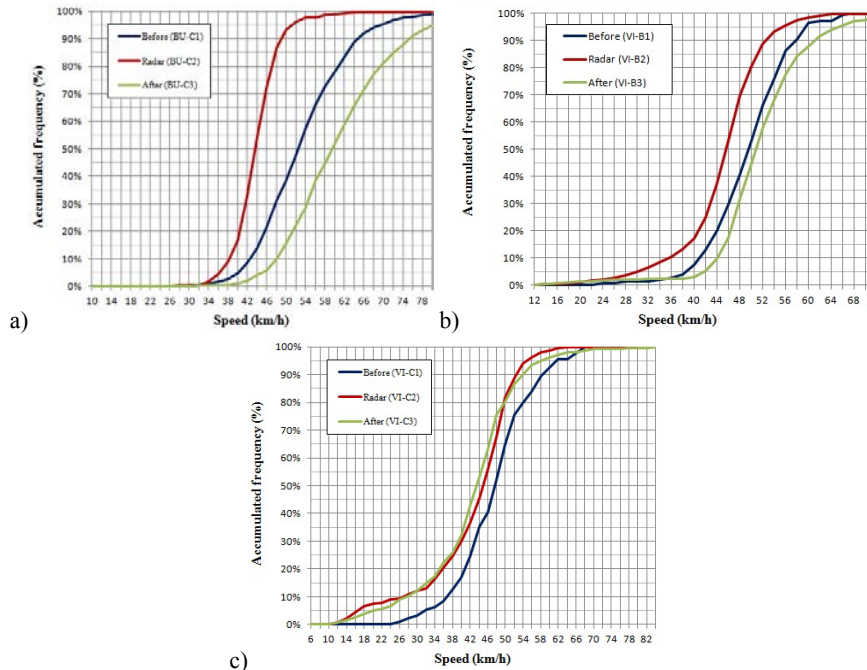 100%
90%
80%
70%
60%
50%
40%
30%
20%
10%
0%
Accumulated frequency (%)
Before (BU-C1)
Radar (BU-C2)
After (BU-C3)
10 14 18 22 26 30 34 38 42 46 50 54 58 62 66 70 74 78
Speed (km/h)
a)
100%
90%
80%
70%
60%
50%
40%
30%
20%
10%
0%
Accumulated frequency (%)
Before (VI-B1)
Radar (VI-B2)
After (VI-B3)
12 16 20 24 28 32 36 40 44 48 52 56 60 64 68
Speed (km/h)
b)
100%
90%
80%
70%
60%
50%
40%
30%
20%
10%
0%
Accumulated frequency (%)
Before (VI-C1)
Radar (VI-C2)
After (VI-C3)
6 10 14 18 22 26 30 34 38 42 46 50 54 58 62 66 70 74 78 82
Speed (km/h)
c)